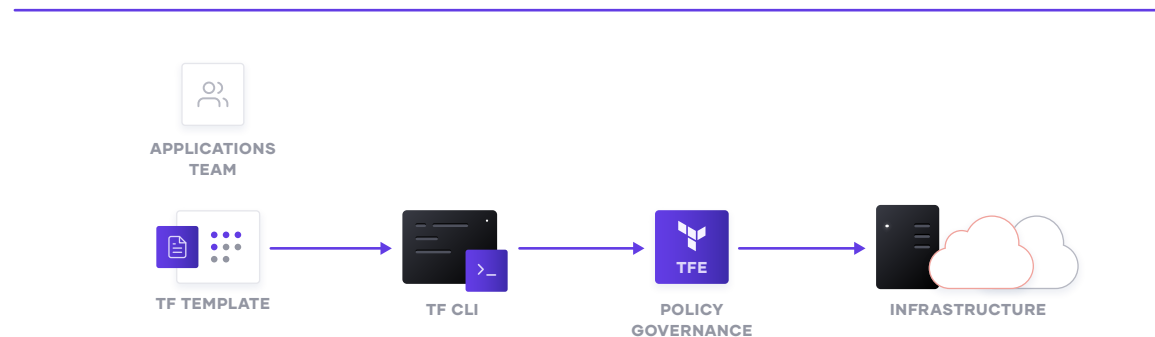 APPLICATIONS
TEAM
TF TEMPLATE
TF CLI
TFE
POLICY
GOVERNANCE
INFRASTRUCTURE